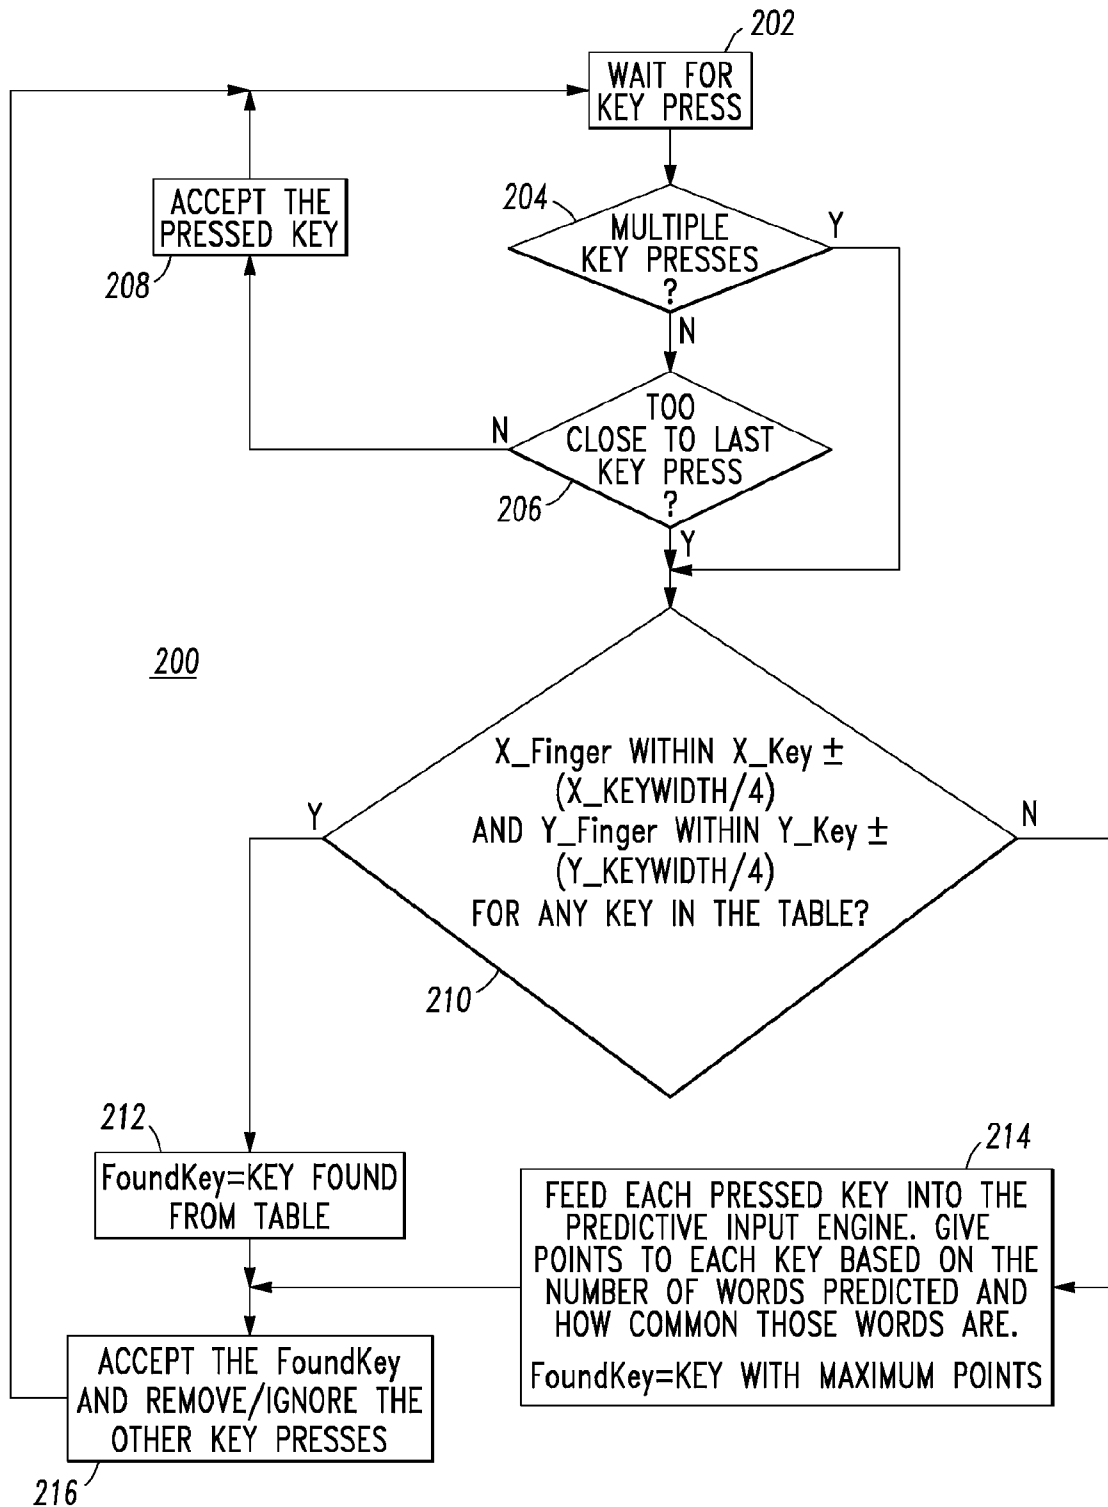 202
WAIT FOR
KEY PRESS
204
MULTIPLE
KEY PRESSES
?
Y
N
ACCEPT THE
PRESSED KEY
208
TOO
CLOSE TO LAST
KEY PRESS
?
N
206
Y
200
X_Finger WITHIN X_Key ±
(X_KEYWIDTH/4)
AND Y_Finger WITHIN Y_Key ±
(Y_KEYWIDTH/4)
FOR ANY KEY IN THE TABLE?
Y
N
210
212
FoundKey=KEY FOUND
FROM TABLE
214
FEED EACH PRESSED KEY INTO THE
PREDICTIVE INPUT ENGINE. GIVE
POINTS TO EACH KEY BASED ON THE
NUMBER OF WORDS PREDICTED AND
HOW COMMON THOSE WORDS ARE.
FoundKey=KEY WITH MAXIMUM POINTS
ACCEPT THE FoundKey
AND REMOVE/IGNORE THE
OTHER KEY PRESSES
216